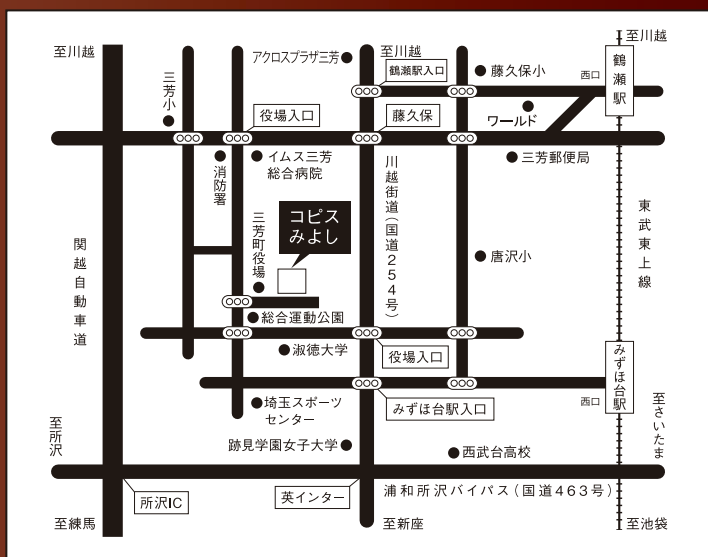 至川越
三芳小
アクロスプラザ三芳
至川越
鶴瀬駅入口
藤久保小
西口
至川越
鶴瀬駅
役場入口
藤久保
ワールド
消防署
イムス三芳
総合病院
三芳郵便局
関越自動車道
三芳町役場
コピス
みよし
川越街道(国道254号)
唐沢小
東武東上線
総合運動公園
淑徳大学
役場入口
みずほ台駅
西口
埼玉スポーツ
センター
みずほ台駅入口
至所沢
至さいたま
跡見学園女子大学
西武台高校
所沢IC
英インター
浦和所沢バイパス(国道463号)
至練馬
至新座
至池袋